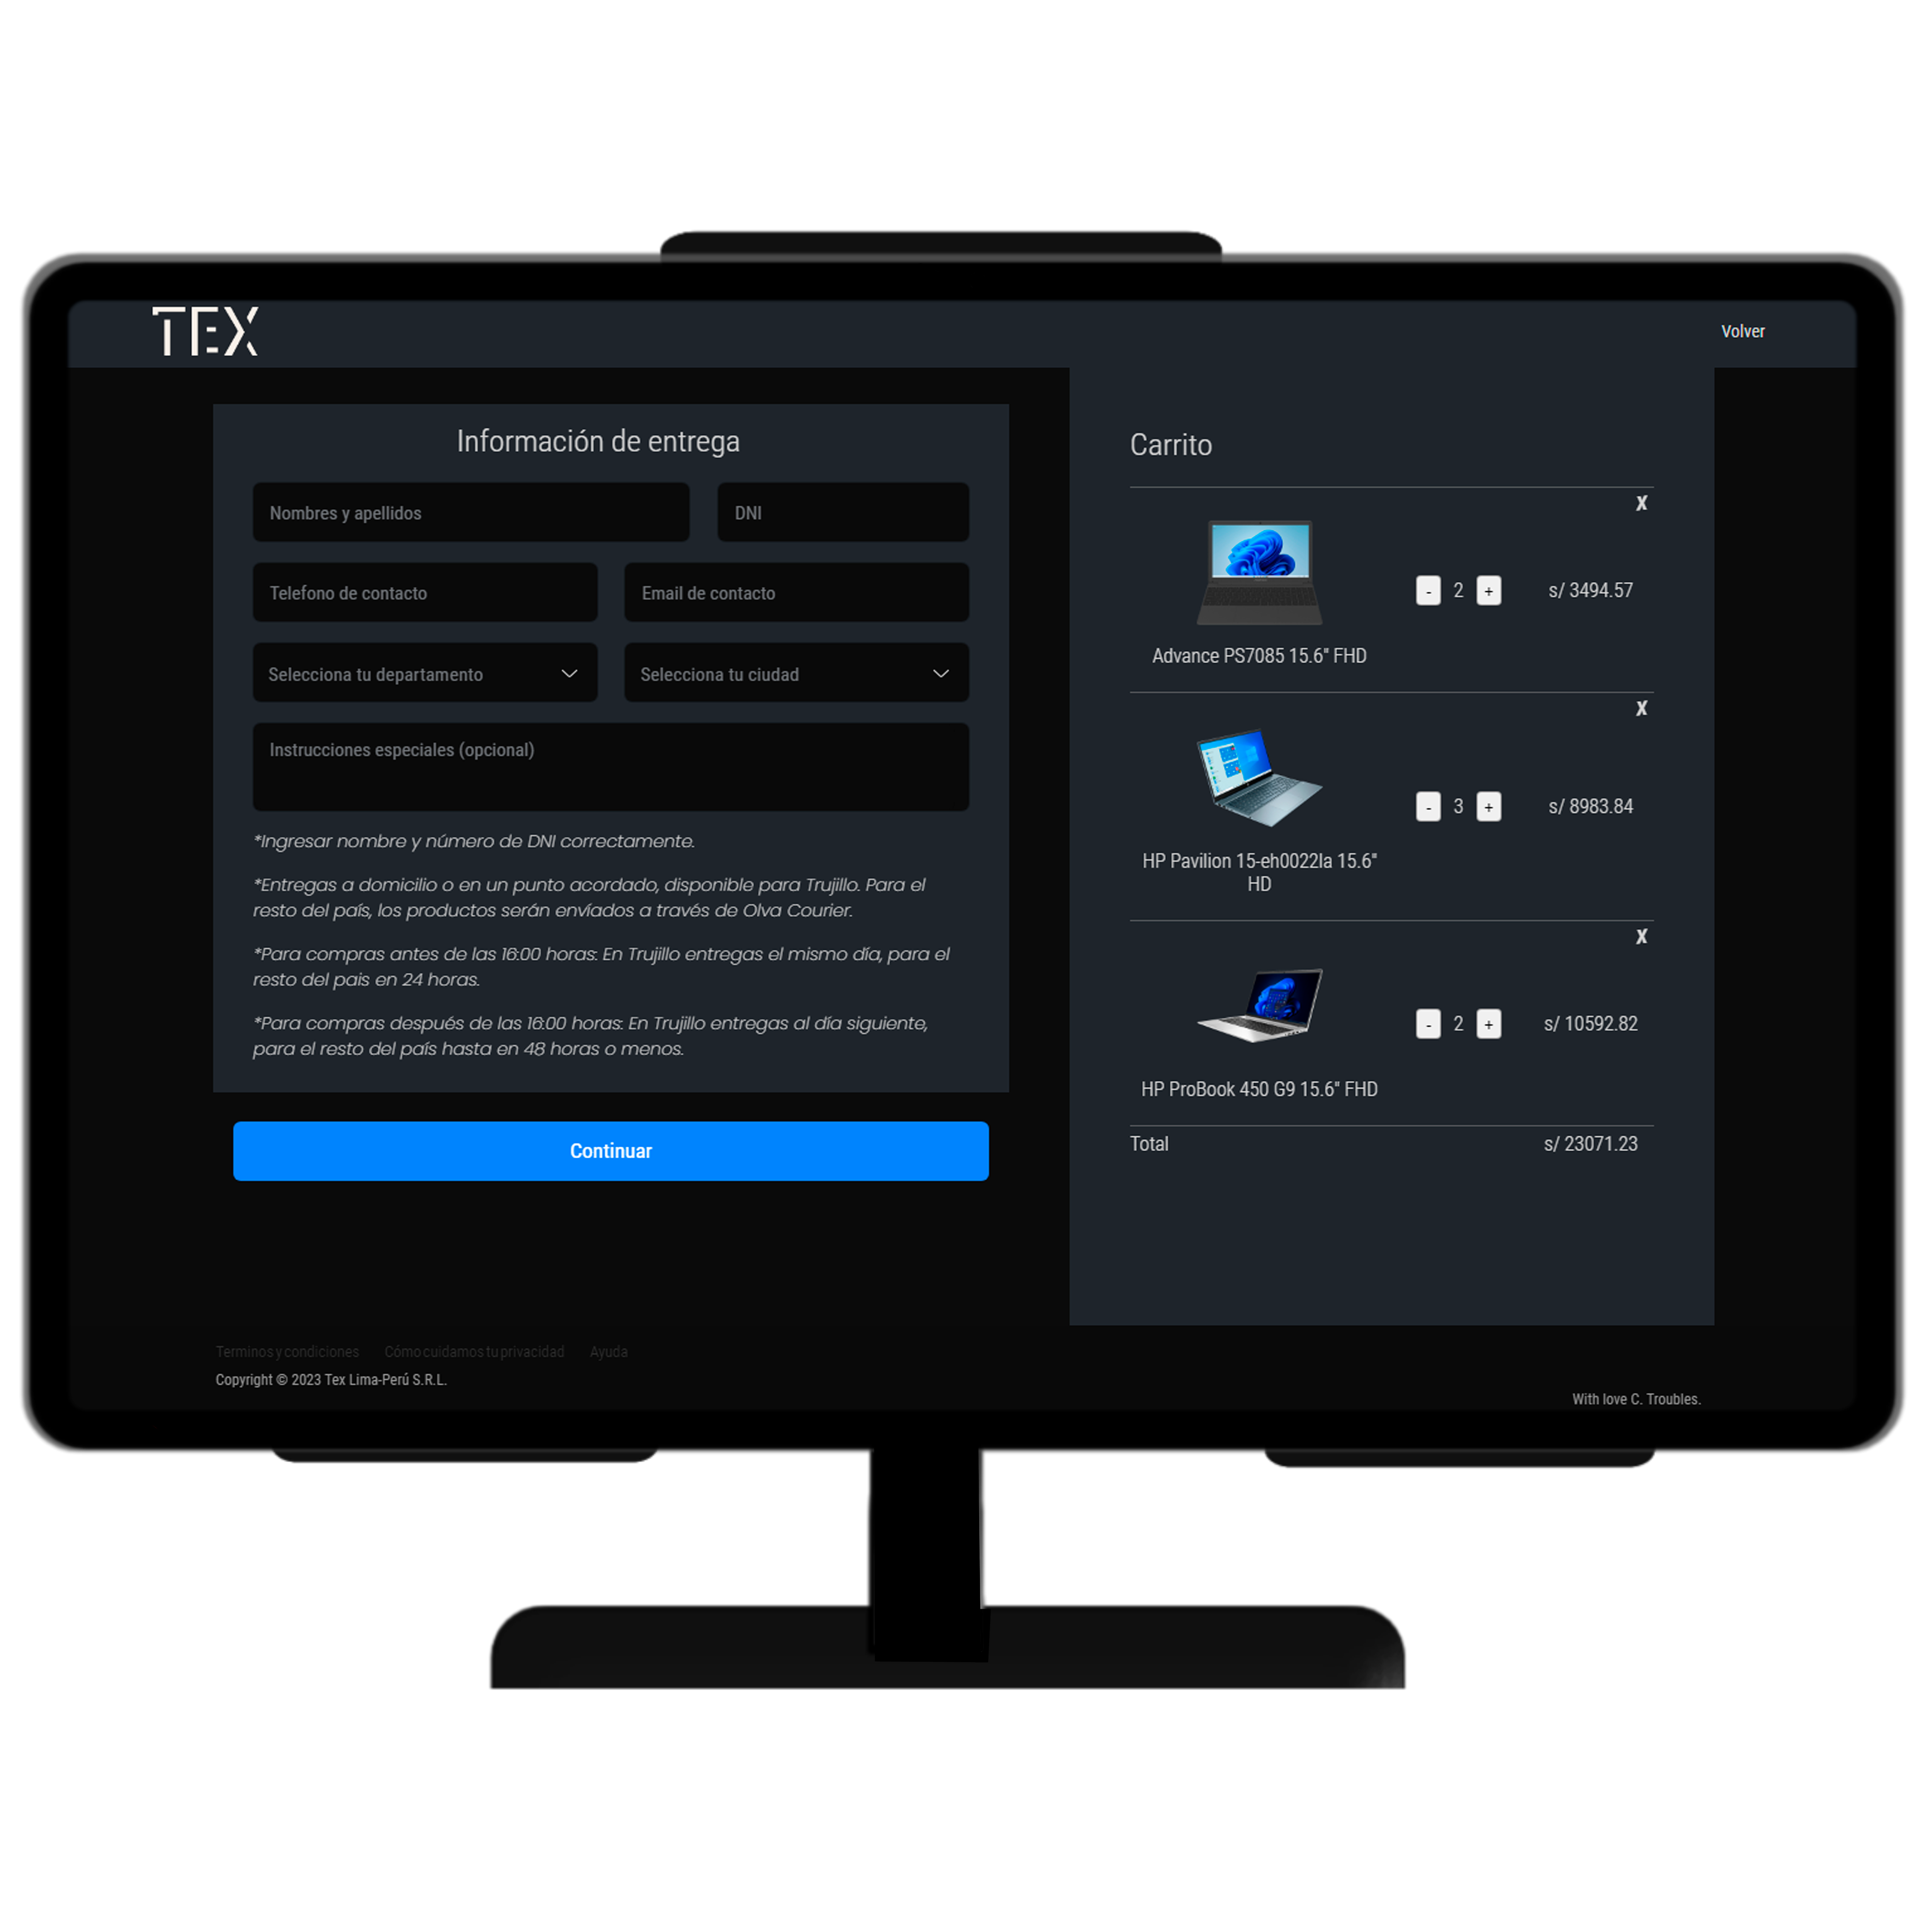 TEX
Volver
Información de entrega
Nombres y apellidos
DNI
Telefono de contacto
Email de contacto
Selecciona tu departamento
Selecciona tu ciudad
Instrucciones especiales (opcional)
*Ingresar nombre y número de DNI correctamente.
*Entregas a domicilio o en un punto acordado, disponible para Trujillo. Para el
resto del país, los productos serán envíados a través de Olva Courier.
*Para compras antes de las 16:00 horas: En Trujillo entregas el mismo día, para el
resto del pais en 24 horas.
*Para compras después de las 16:00 horas: En Trujillo entregas al día siguiente,
para el resto del país hasta en 48 horas o menos.
Continuar
Carrito
X
- 2 + s/ 3494.57
Advance PS7085 15.6" FHD
X
- 3 + s/ 8983.84
HP Pavilion 15-eh0022la 15.6"
HD
X
- 2 + s/ 10592.82
HP ProBook 450 G9 15.6" FHD
Total s/ 23071.23
Terminos y condiciones Cómo cuidamos tu privacidad Ayuda
Copyright © 2023 Tex Lima-Perú S.R.L.
With love C. Troubles.